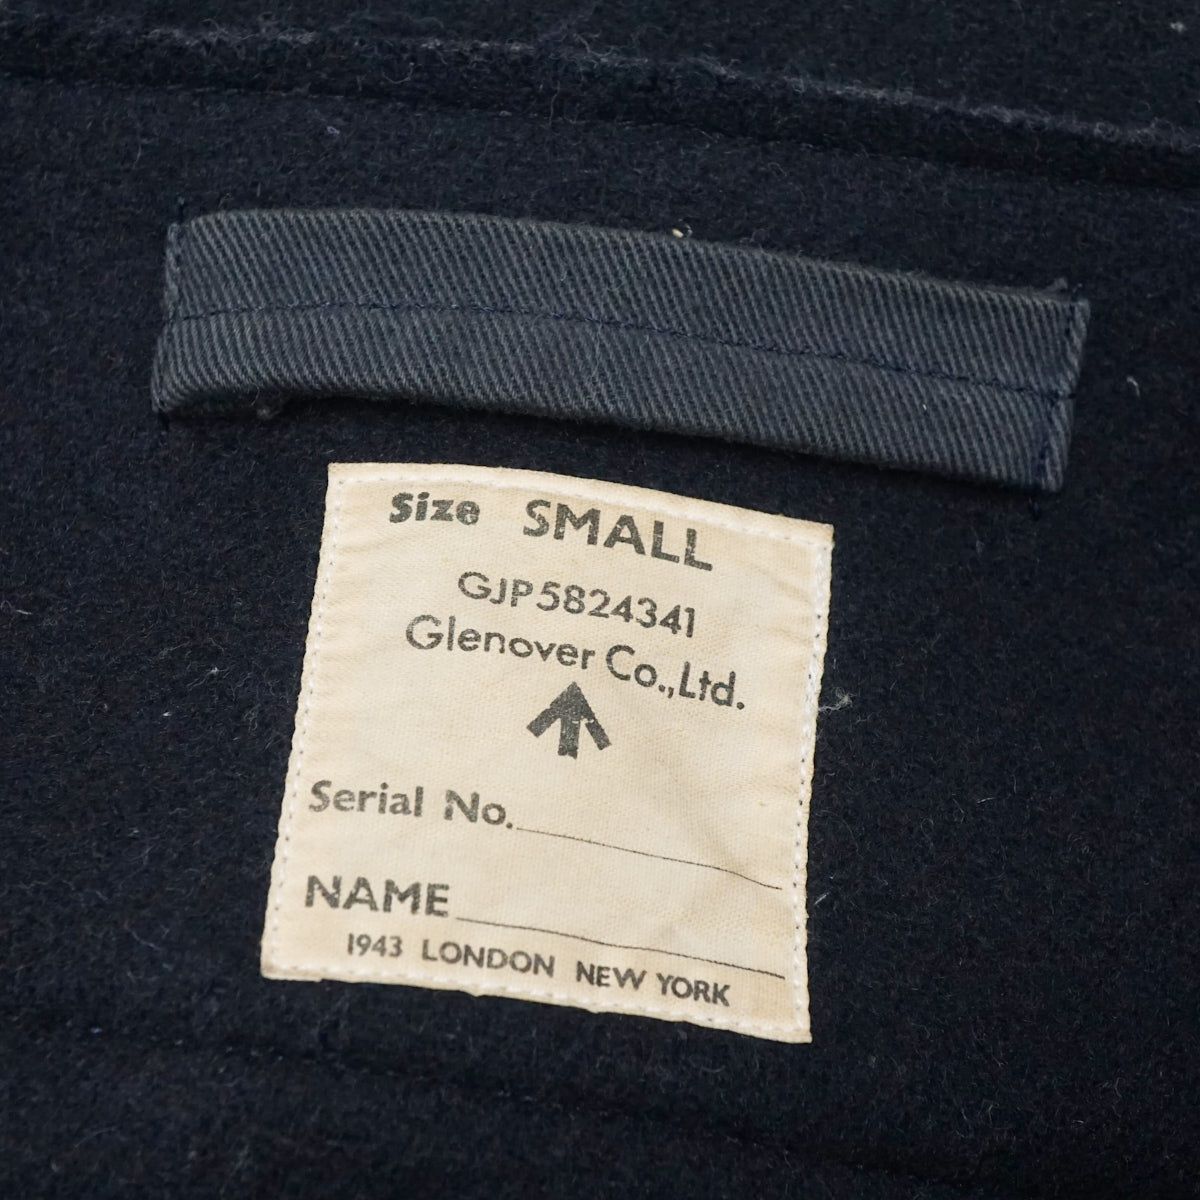 Size SMALL
GJP5824341
Glenover Co.,Ltd.
Serial No.
NAME
1943 LONDON NEW YORK